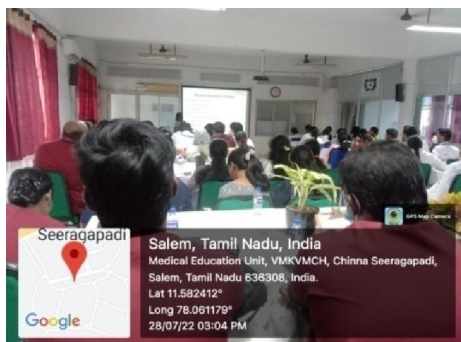 GPS Map Camera
Seeragapadi
Google
Salem, Tamil Nadu, India
Medical Education Unit, VMKVMCH, Chinna Seeragapadi,
Salem, Tamil Nadu 636308, India.
Lat 11.582412°
Long 78.061179°
28/07/22 03:04 PM